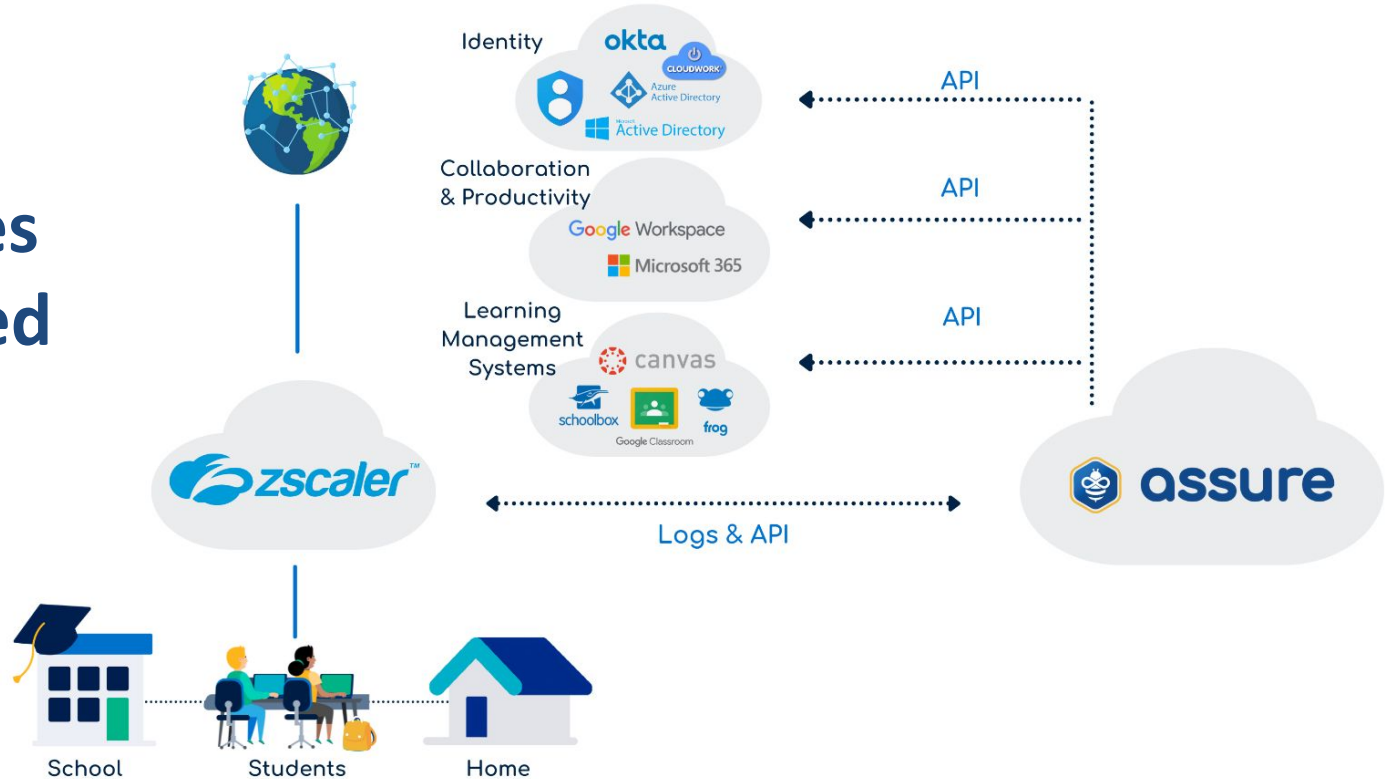 es
ed
Identity
okta
CLOUDWORK
Azure
Active Directory
Microsoft
Active Directory
Collaboration
& Productivity
Google Workspace
Microsoft 365
Learning
Management
Systems
canvas
schoolbox
Google Classroom
frog
API
API
API
zscaler™
Logs & API
assure
School
Students
Home